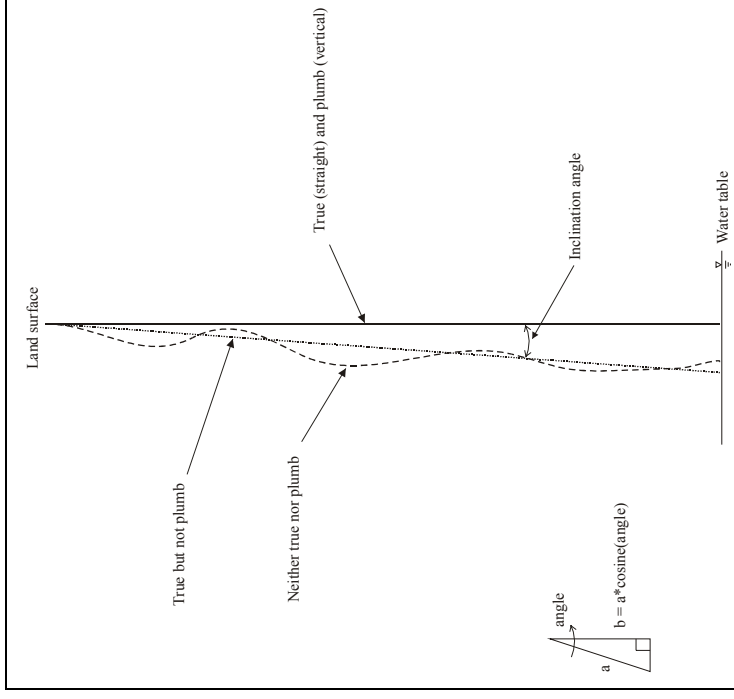 Land surface
True (straight) and plumb (vertical)
True but not plumb
Neither true nor plumb
Inclination angle
Water table
angle
a
b = a*cosine(angle)